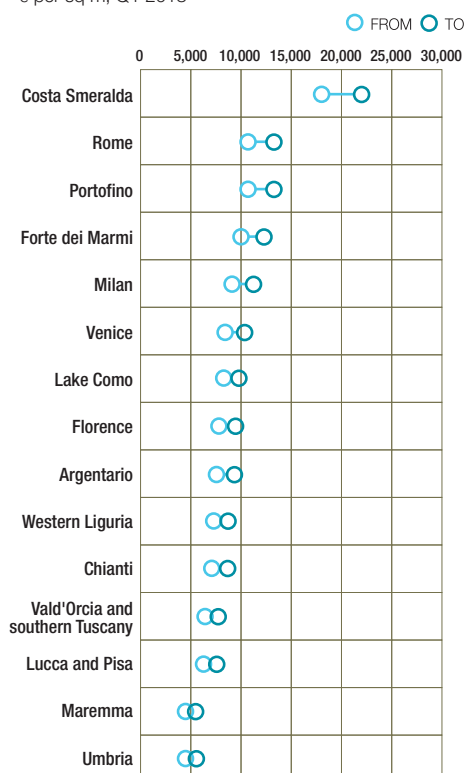 FROM TO
0 5,000 10,000 15,000 20,000 25,000 30,000
Costa Smeralda
Rome
Portofino
Forte dei Marmi
Milan
Venice
Lake Como
Florence
Argentario
Western Liguria
Chianti
Vald'Orcia and
southern Tuscany
Lucca and Pisa
Maremma
Umbria